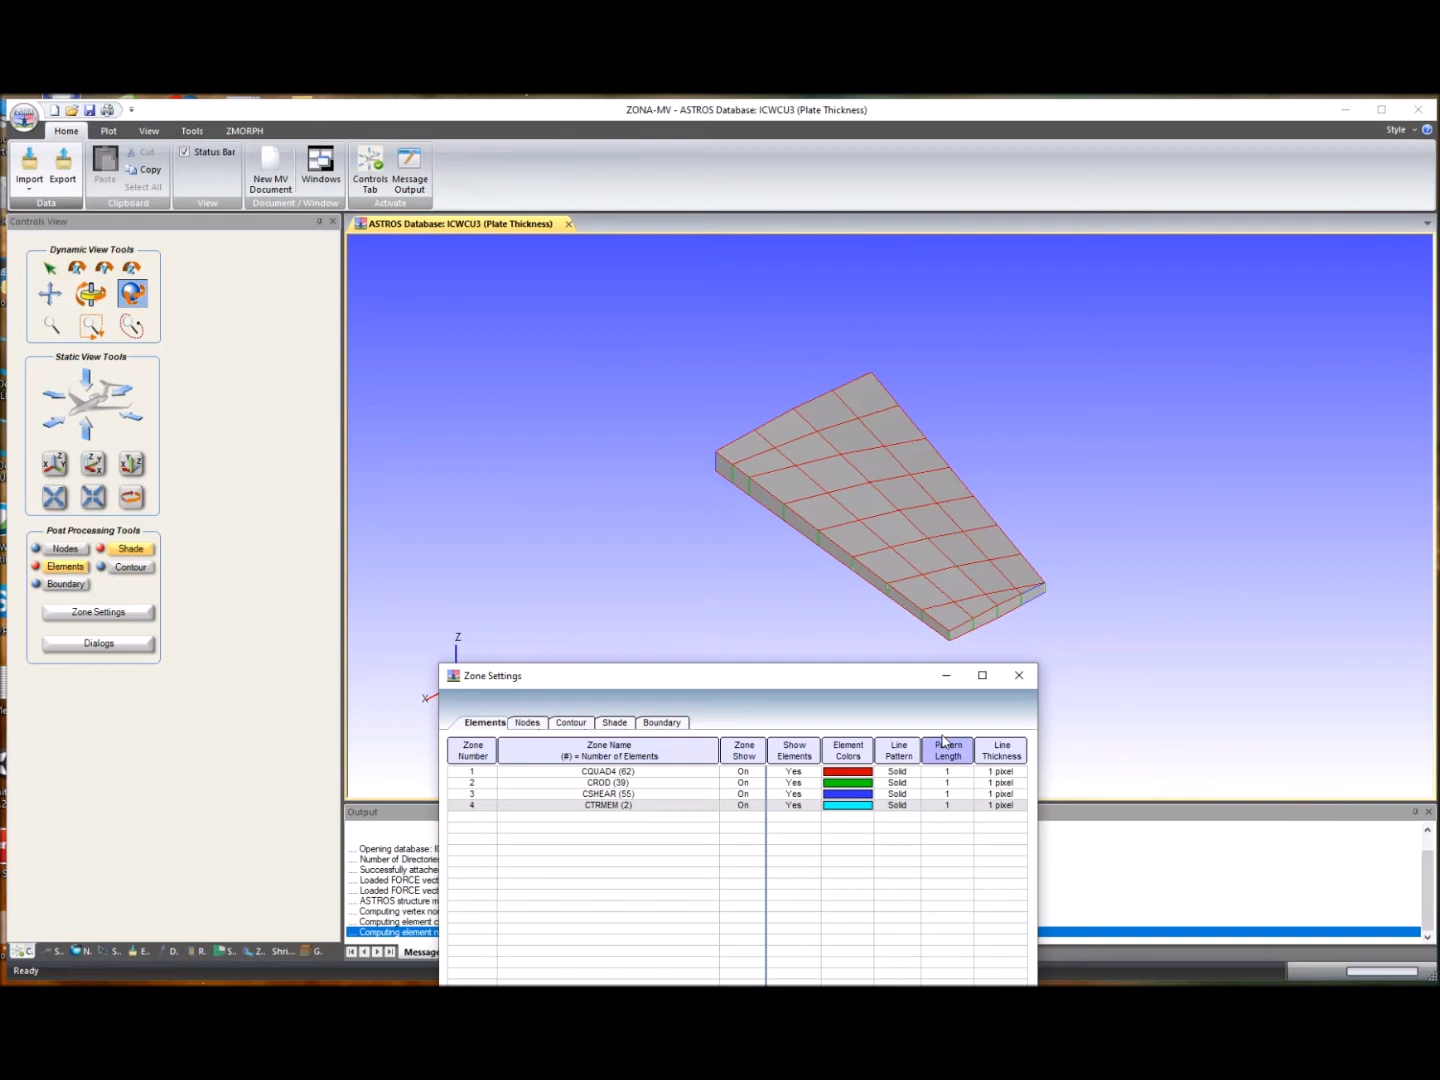 ZONA-MV - ASTROS Database: ICWCU3 (Plate Thickness)
Home Plot View Tools ZMORPH
Style
Import Export
Data
Paste
Cut
Copy
Select All
Clipboard
Status Bar
View
New MV Document
Windows
Document / Window
Controls Tab
Message Output
Activate
Controls View
ASTROS Database: ICWCU3 (Plate Thickness)
Dynamic View Tools
Static View Tools
Post Processing Tools
Nodes Shade
Elements Contour
Boundary
Zone Settings
Dialogs
Z
X
Zone Settings
Elements Nodes Contour Shade Boundary
Zone Number Zone Name (#) = Number of Elements Zone Show Show Elements Element Colors Line Pattern Pattern Length Line Thickness
1 CQUAD4 (62) On Yes Solid 1 1 pixel
2 CROD (39) On Yes Solid 1 1 pixel
3 CSHEAR (55) On Yes Solid 1 1 pixel
4 CTRMEM (2) On Yes Solid 1 1 pixel
Output
.... Opening database: I
.... Number of Directories
.... Successfully attache
.... Loaded FORCE vect
.... Loaded FORCE vect
.... ASTROS structure m
.... Computing vertex no
.... Computing element c
.... Computing element n
C. S.. N. S.. E.. D. R. S.. Z.. Shri... G.
Message
Ready